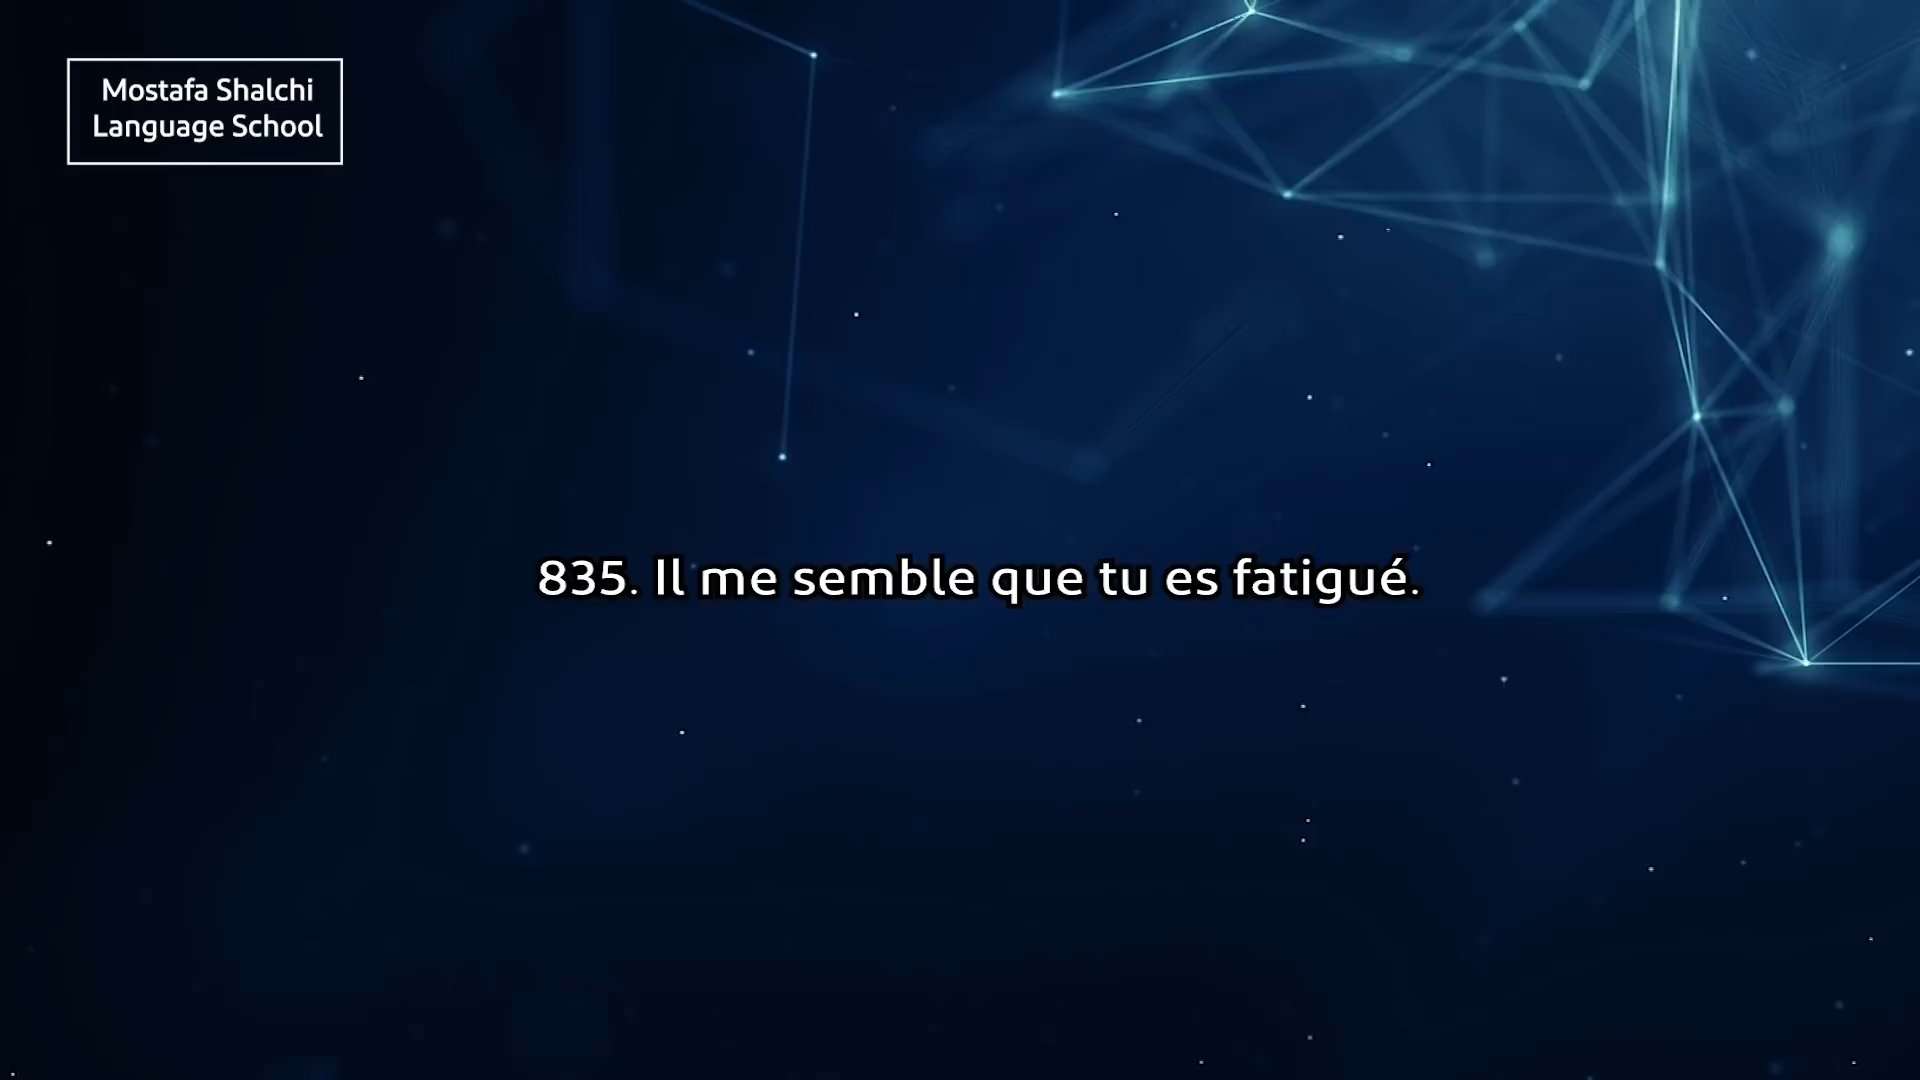 Mostafa Shalchi
Language School
835. Il me semble que tu es fatigué.